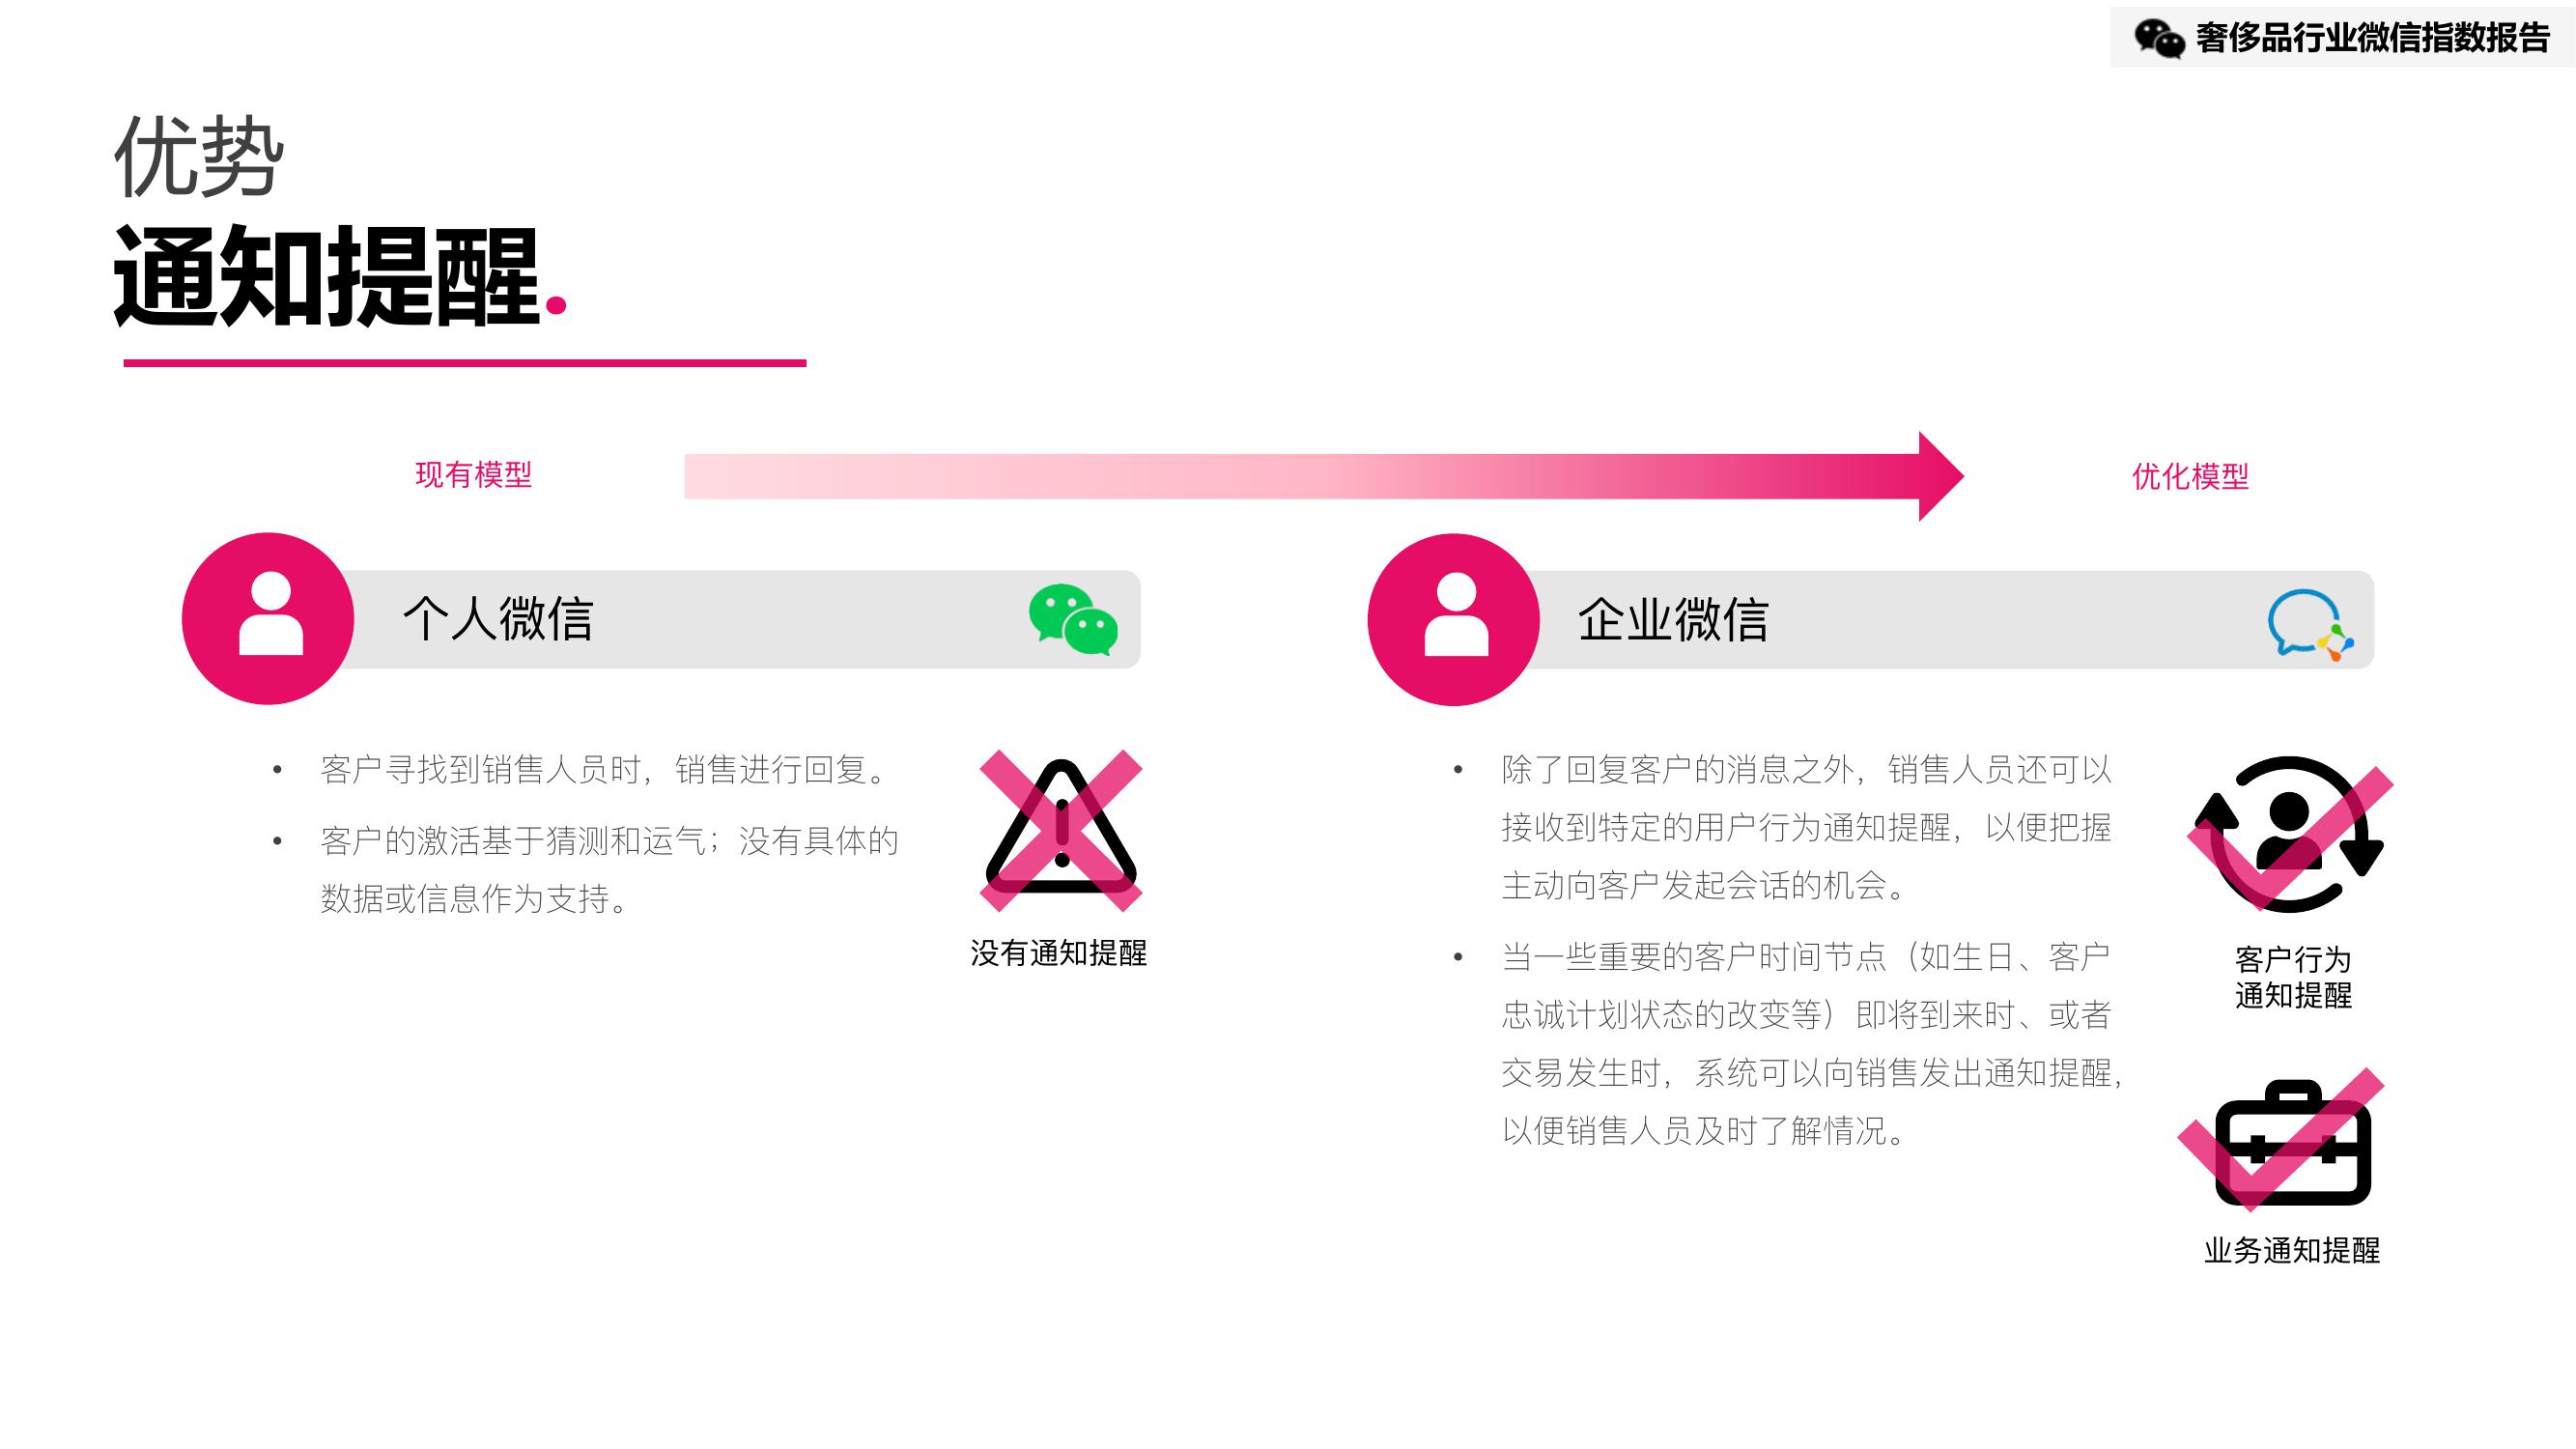 奢侈品行业微信指数报告
优势
通知提醒.
现有模型
优化模型
个人微信
客户寻找到销售人员时，销售进行回复。
客户的激活基于猜测和运气；没有具体的
数据或信息作为支持。
没有通知提醒
企业微信
除了回复客户的消息之外，销售人员还可以
接收到特定的用户行为通知提醒，以便把握
主动向客户发起会话的机会。
当一些重要的客户时间节点（如生日、客户
忠诚计划状态的改变等）即将到来时、或者
交易发生时，系统可以向销售发出通知提醒，
以便销售人员及时了解情况。
客户行为
通知提醒
业务通知提醒